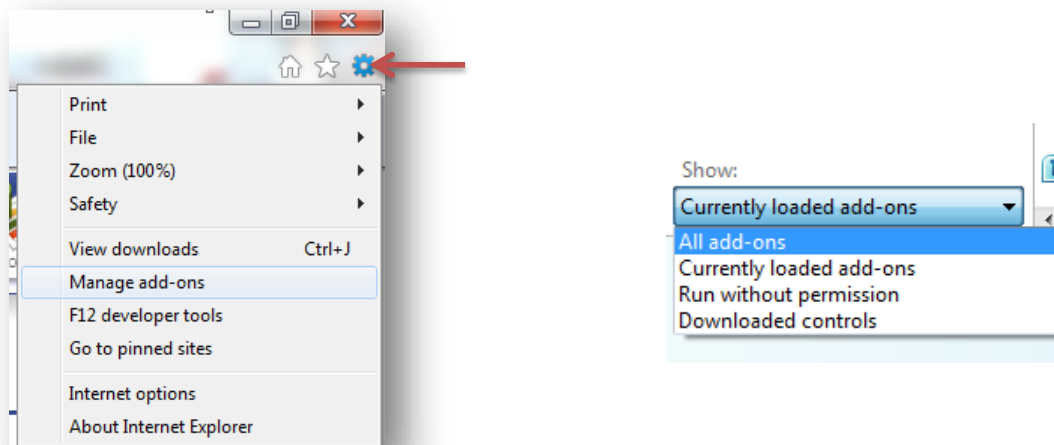 Print
File
Zoom (100%)
Safety
View downloads Ctrl+J
Manage add-ons
F12 developer tools
Go to pinned sites
Internet options
About Internet Explorer
Show:
Currently loaded add-ons
All add-ons
Currently loaded add-ons
Run without permission
Downloaded controls